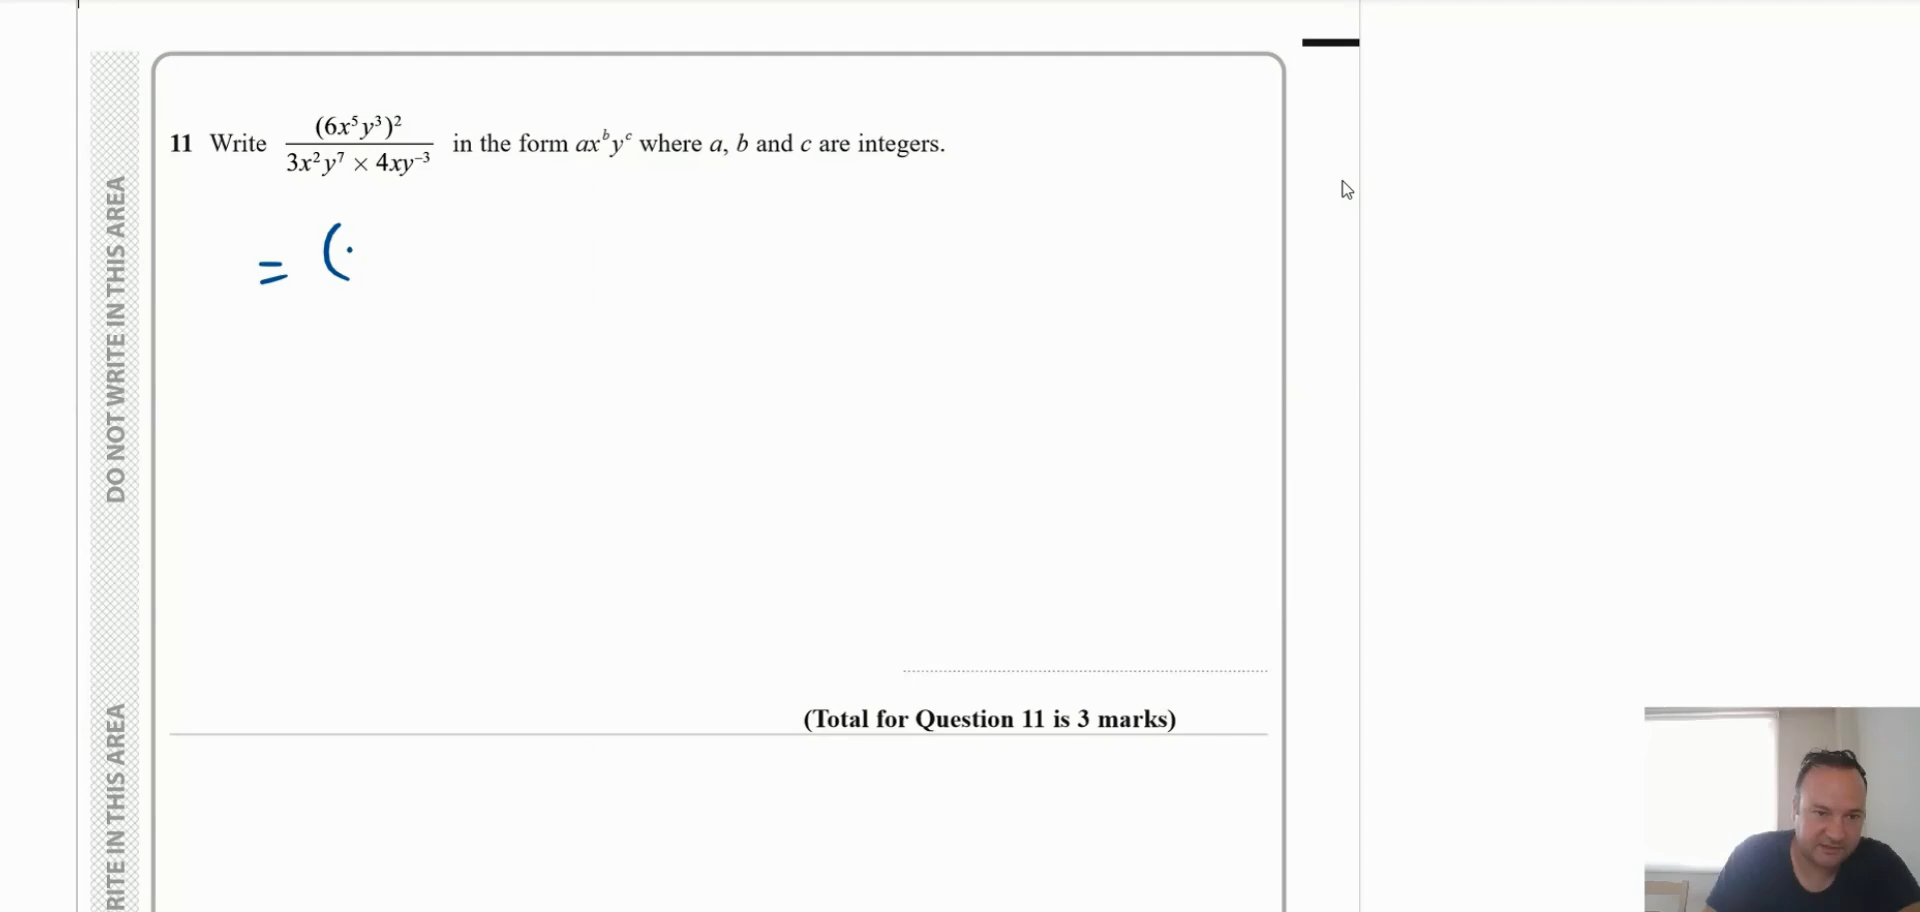 11 Write (6x⁵y³)² / 3x²y⁷ × 4xy⁻³ in the form axᵇyᶜ where a, b and c are integers.
= (
(Total for Question 11 is 3 marks)
DO NOT WRITE IN THIS AREA
RITE IN THIS AREA